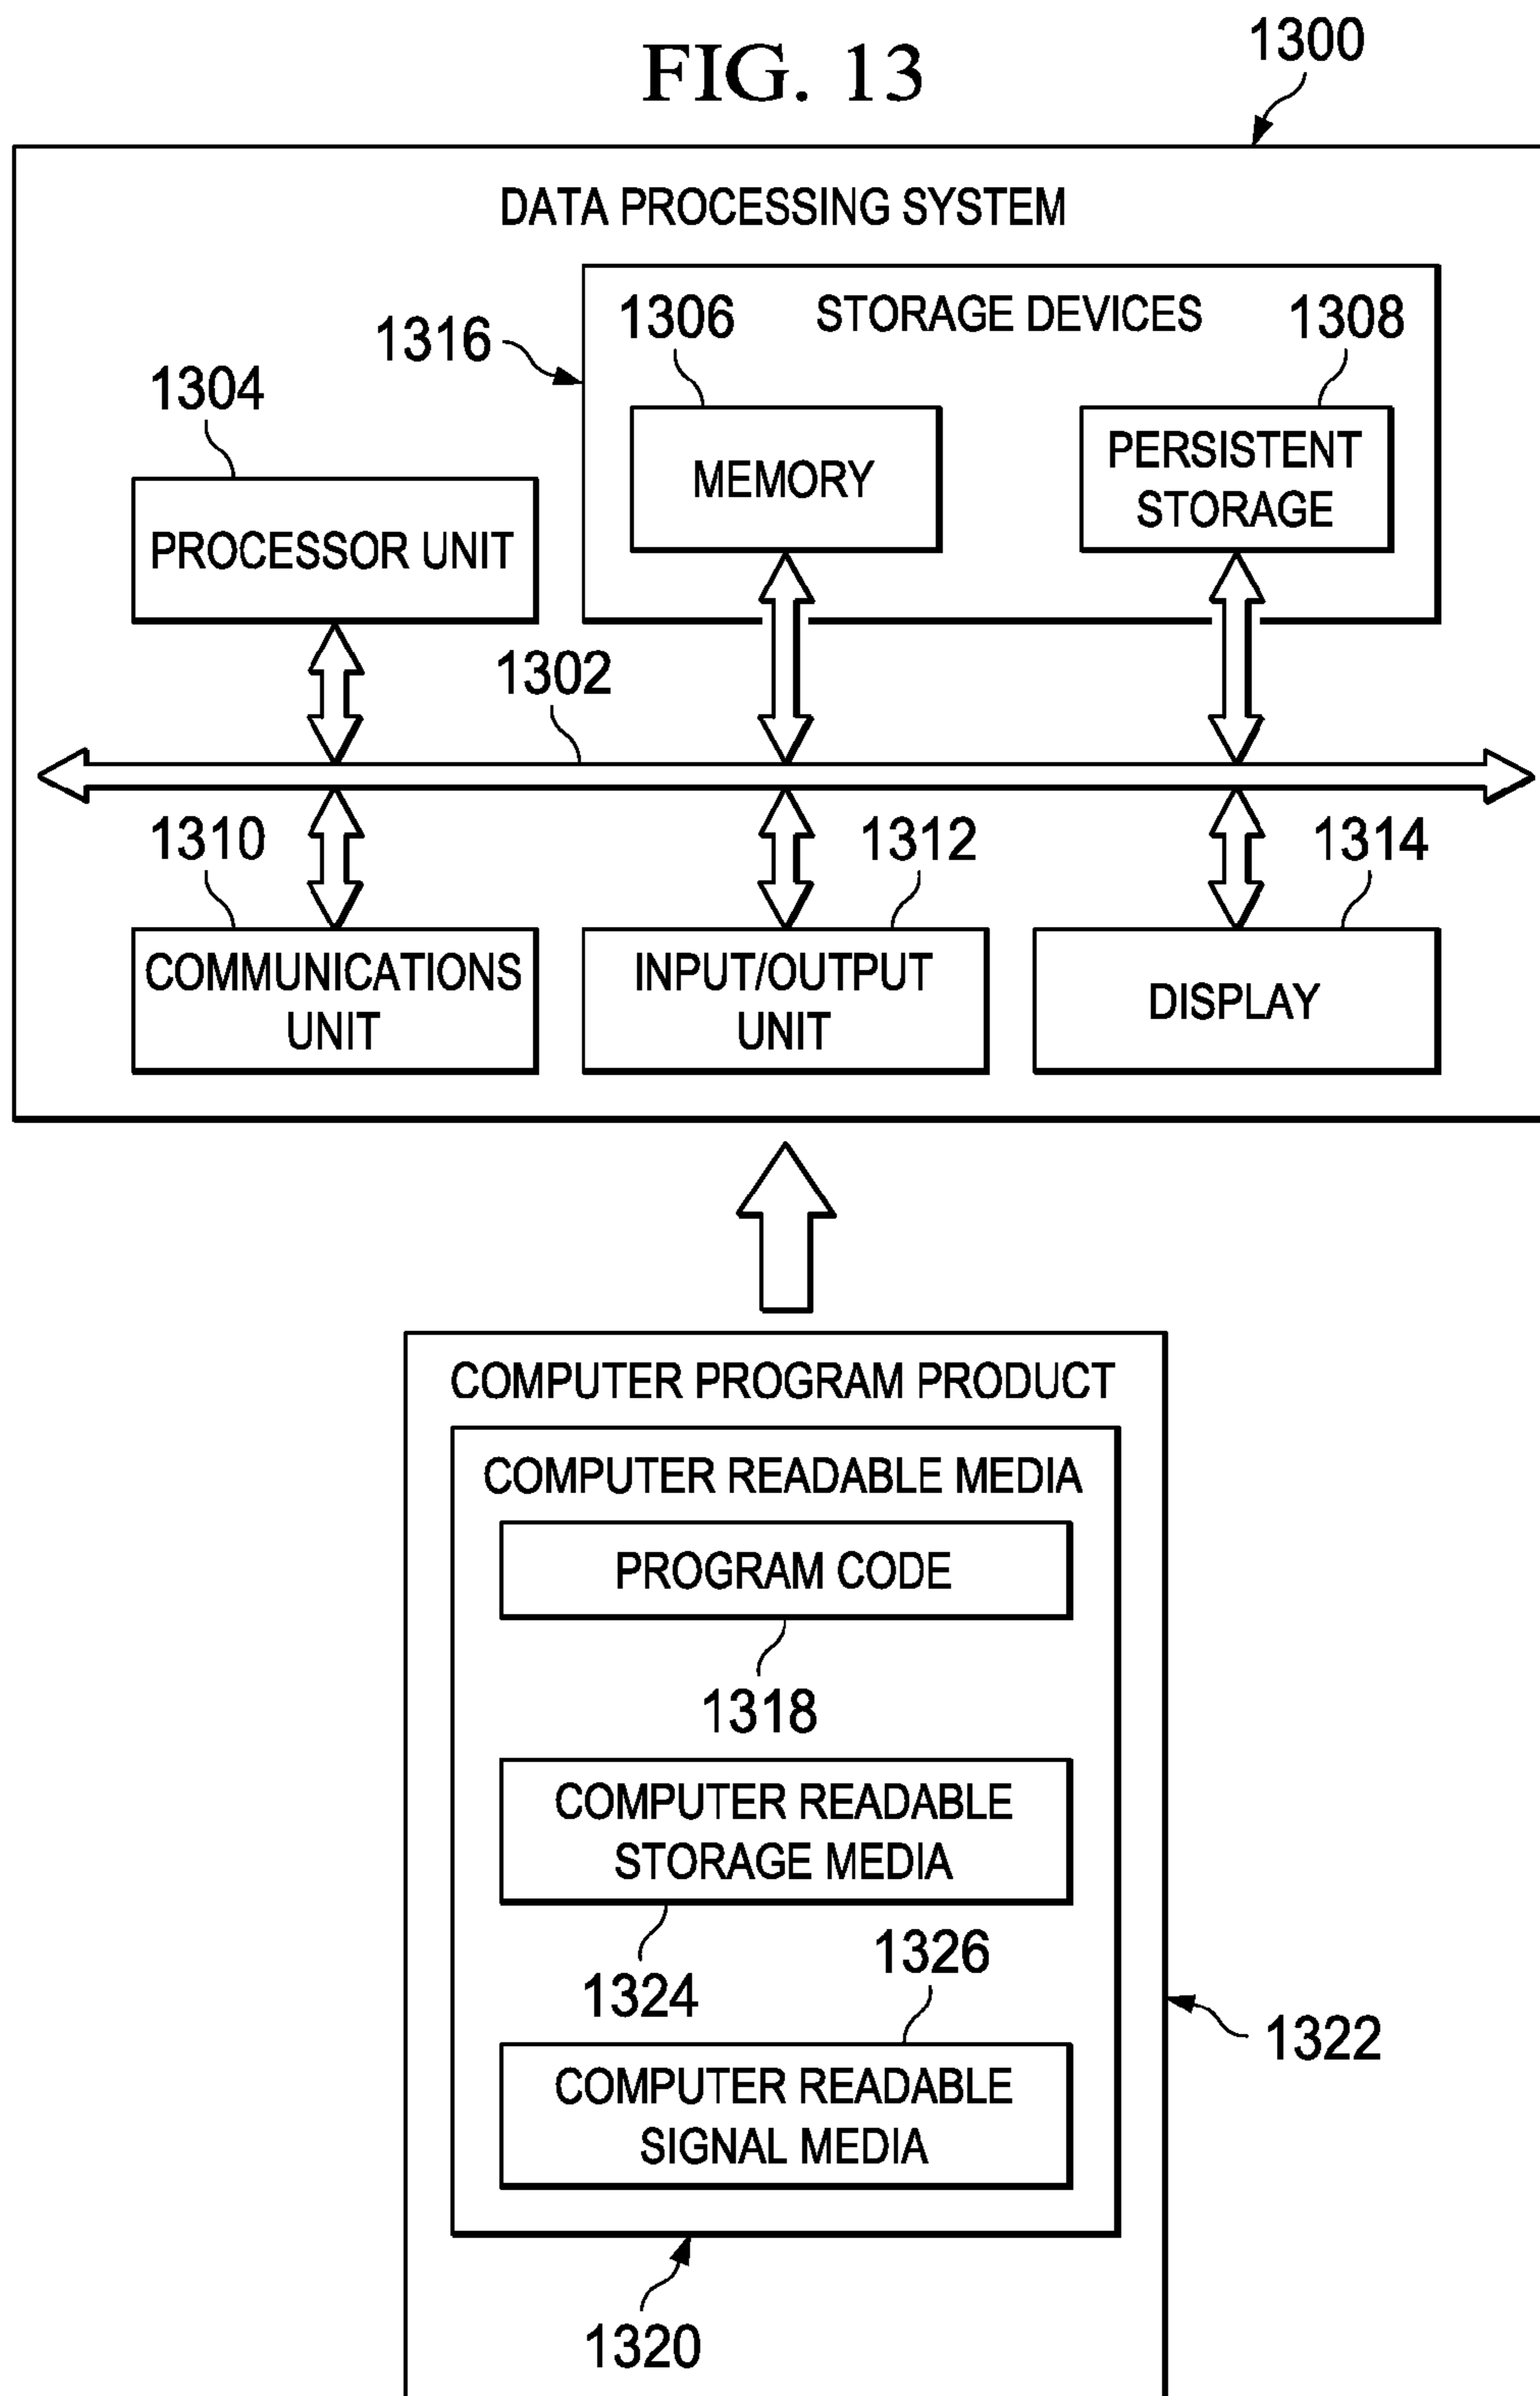 FIG. 13
1300
DATA PROCESSING SYSTEM
1316
1306
STORAGE DEVICES
1308
1304
MEMORY
PERSISTENT
STORAGE
PROCESSOR UNIT
1302
1310
1312
1314
COMMUNICATIONS
UNIT
INPUT/OUTPUT
UNIT
DISPLAY
COMPUTER PROGRAM PRODUCT
COMPUTER READABLE MEDIA
PROGRAM CODE
1318
COMPUTER READABLE
STORAGE MEDIA
1324
1326
1322
COMPUTER READABLE
SIGNAL MEDIA
1320